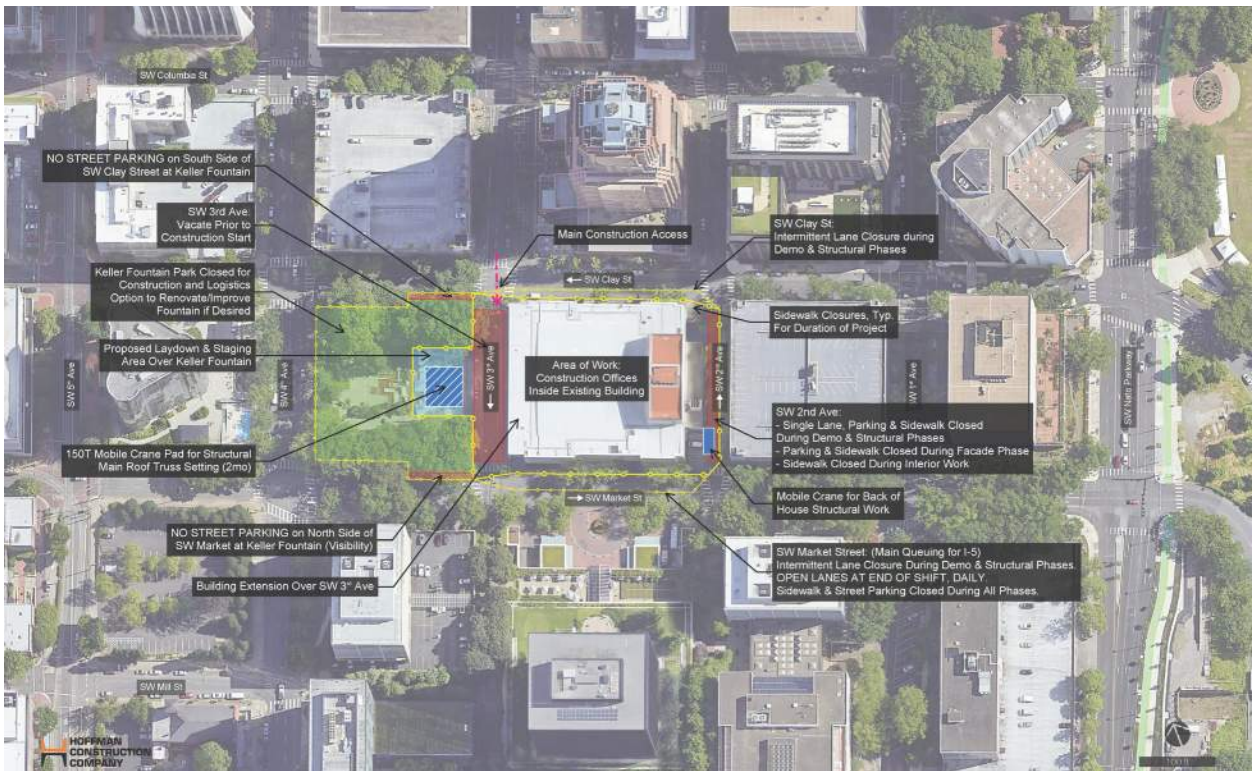 SW Columbia St
NO STREET PARKING on South Side of
SW Clay Street at Keller Fountain
SW 3rd Ave:
Vacate Prior to
Construction Start
Main Construction Access
SW Clay St:
Intermittent Lane Closure during
Demo & Structural Phases
Keller Fountain Park Closed for
Construction and Logistics
Option to Renovate/Improve
Fountain if Desired
SW Clay St
Sidewalk Closures, Typ.
For Duration of Project
Proposed Laydown & Staging
Area Over Keller Fountain
Area of Work:
Construction Offices
Inside Existing Building
SW 5th Ave
SW 4th Ave
SW 3rd Ave
SW 2nd Ave
SW 1st Ave
SW Naito Parkway
SW 2nd Ave:
- Single Lane, Parking & Sidewalk Closed
During Demo & Structural Phases
- Parking & Sidewalk Closed During Facade Phase
- Sidewalk Closed During Interior Work
150T Mobile Crane Pad for Structural
Main Roof Truss Setting (2mo)
SW Market St
Mobile Crane for Back of
House Structural Work
NO STREET PARKING on North Side of
SW Market at Keller Fountain (Visibility)
SW Market Street: (Main Queuing for I-5)
Intermittent Lane Closure During Demo & Structural Phases.
OPEN LANES AT END OF SHIFT, DAILY.
Sidewalk & Street Parking Closed During All Phases.
Building Extension Over SW 3rd Ave
SW Mill St
HOFFMAN
CONSTRUCTION
COMPANY
100 ft